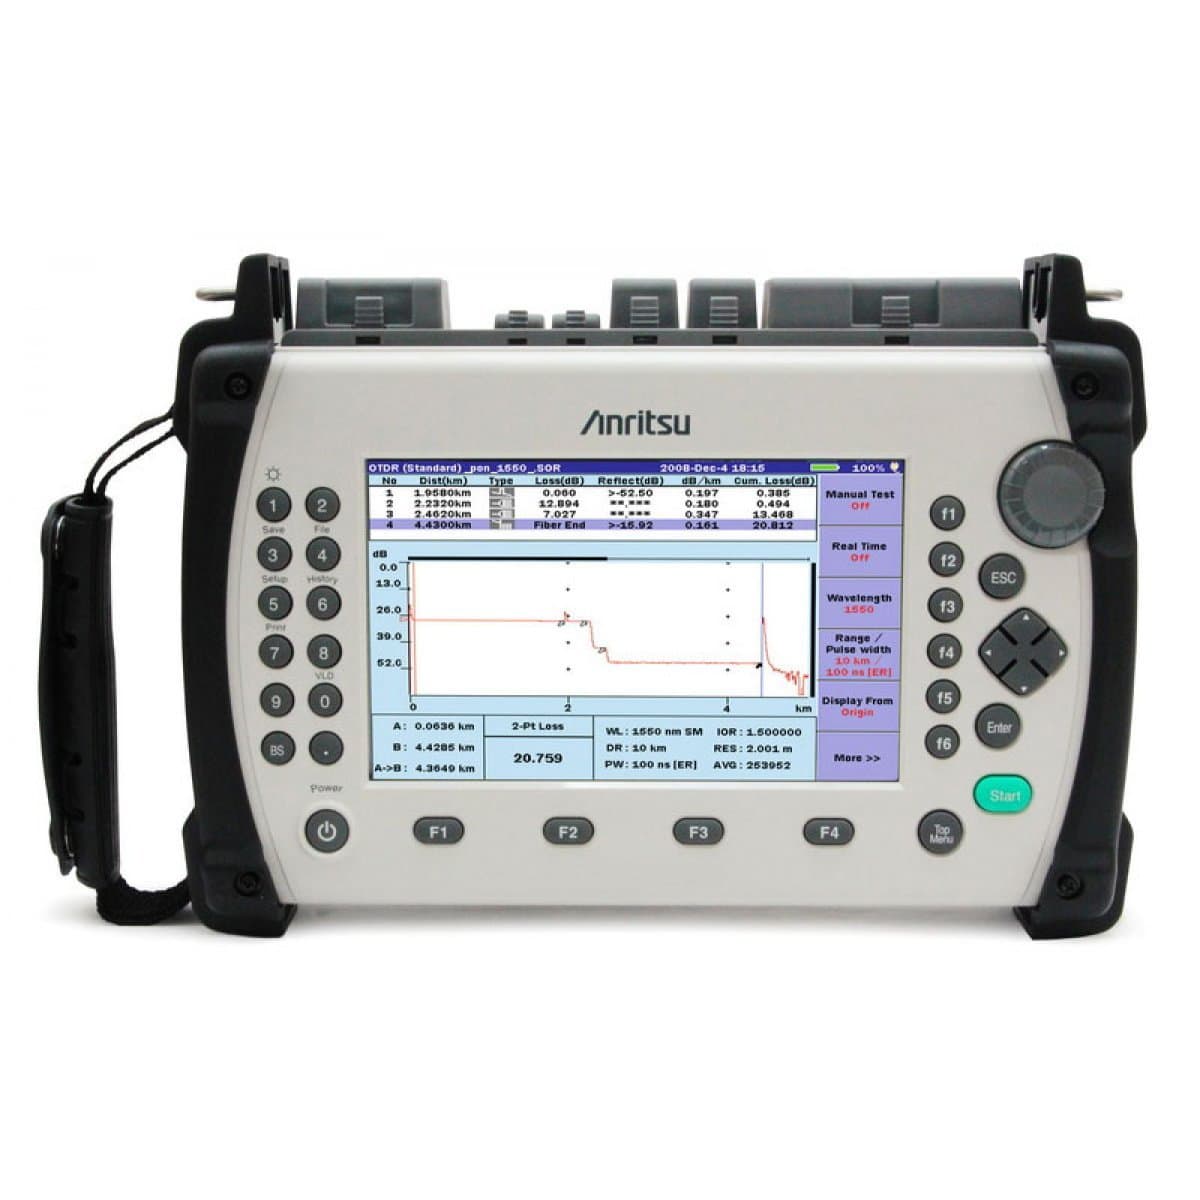 Anritsu
OTDR (Standard) _pon_1550_.SOR 2008-Dec-4 18:15 100%
No Dist(km) Type Loss(dB) Reflect(dB) dB/km Cum. Loss(dB)
1 1.9580km 0.060 >-52.50 0.197 0.385
2 2.2320km 12.894 **.*** 0.180 0.494
3 2.4620km 7.027 **.*** 0.347 13.468
4 4.4300km Fiber End >-15.92 0.161 20.812
dB
0.0
13.0
26.0
39.0
52.0
0 2 4 km
A: 0.0636 km
B: 4.4285 km
A->B: 4.3649 km
2-Pt Loss
20.759
WL: 1550 nm SM IOR: 1.500000
DR: 10 km RES: 2.001 m
PW: 100 ns [ER] AVG: 253952
Manual Test
Off
Real Time
Off
Wavelength
1550
Range /
Pulse width
10 km /
100 ns [ER]
Display From
Origin
More >>
1 2
Save File
3 4
Setup History
5 6
Print
7 8
VLD
9 0
BS .
Power
F1 F2 F3 F4
f1
f2
f3
f4
f5
f6
ESC
Enter
Start
Top
Menu